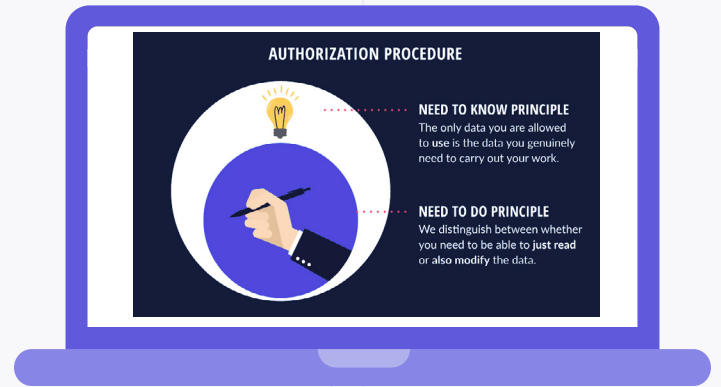 AUTHORIZATION PROCEDURE
NEED TO KNOW PRINCIPLE
The only data you are allowed
to use is the data you genuinely
need to carry out your work.
NEED TO DO PRINCIPLE
We distinguish between whether
you need to be able to just read
or also modify the data.